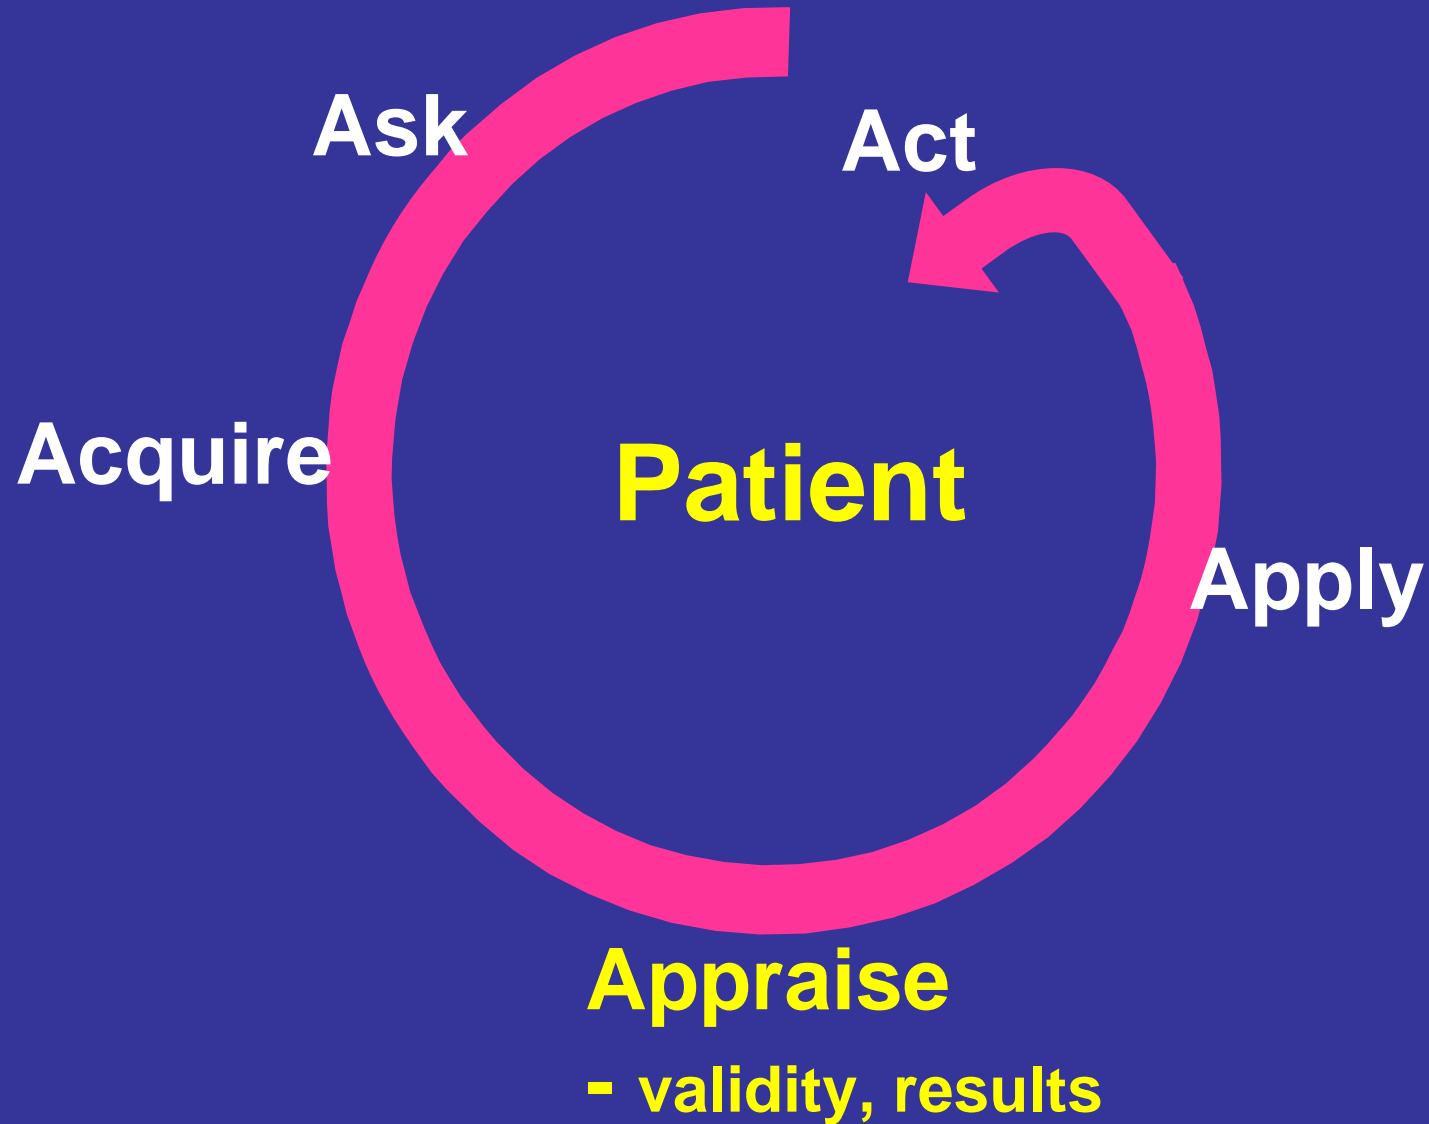 Ask
Act
Acquire
Patient
Apply
Appraise
- validity, results